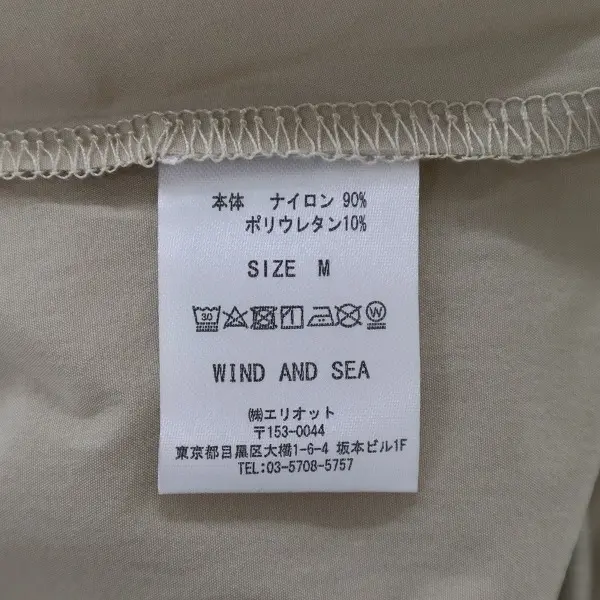 本体　ナイロン 90%
ポリウレタン10%
SIZE M
30 W
WIND AND SEA
㈱エリオット
〒153-0044
東京都目黒区大橋1-6-4 坂本ビル1F
TEL:03-5708-5757